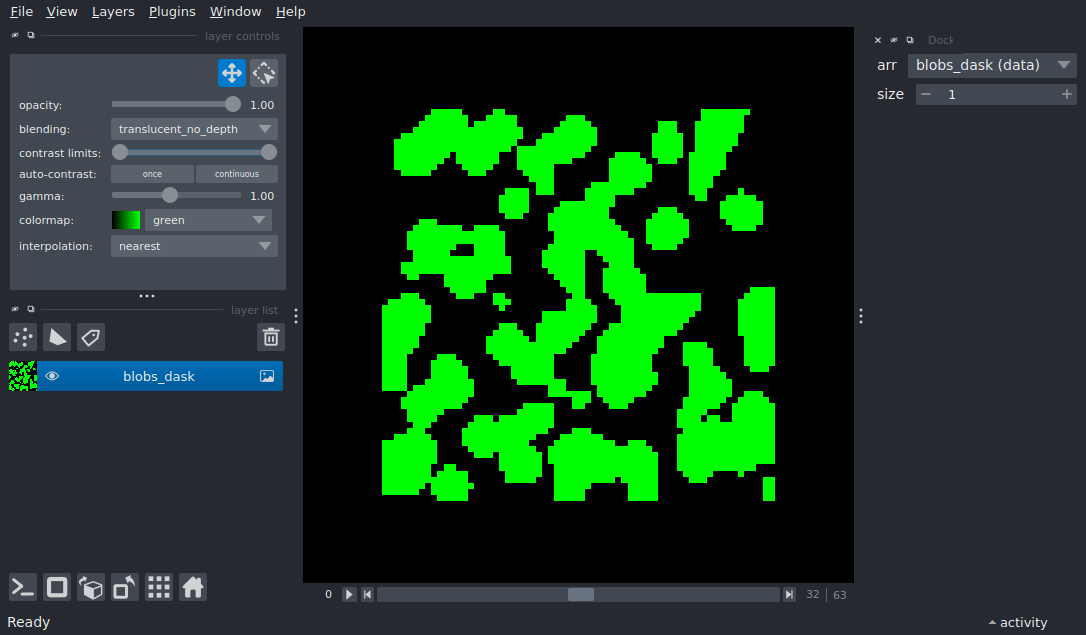 File View Layers Plugins Window Help
layer controls
opacity: 1.00
blending: translucent_no_depth
contrast limits:
auto-contrast: once continuous
gamma: 1.00
colormap: green
interpolation: nearest
layer list
blobs_dask
0 32 63
Dock
arr blobs_dask (data)
size 1
Ready
activity